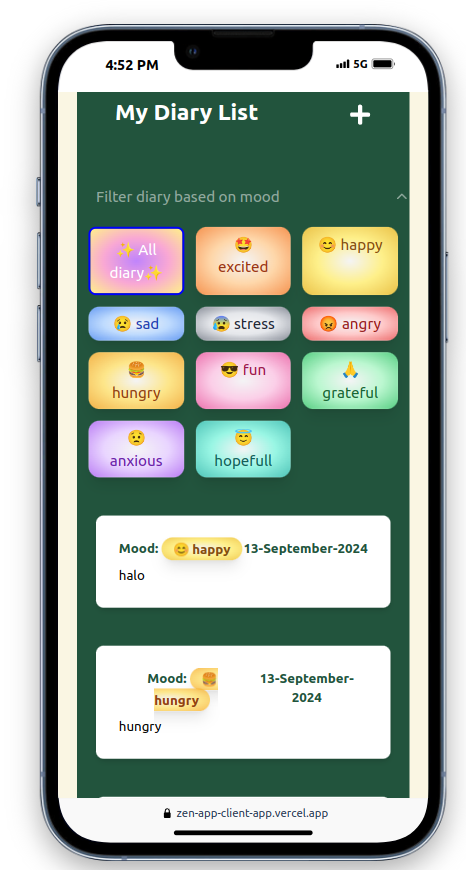 4:52 PM 5G
My Diary List +
Filter diary based on mood
✨ All
diary✨
🤩
excited
😊 happy
😢 sad
😰 stress
😡 angry
🍔
hungry
😎 fun
🙏
grateful
😟
anxious
😇
hopefull
Mood: 😊 happy 13-September-2024
halo
Mood: 🍔
hungry
13-September-
2024
hungry
zen-app-client-app.vercel.app